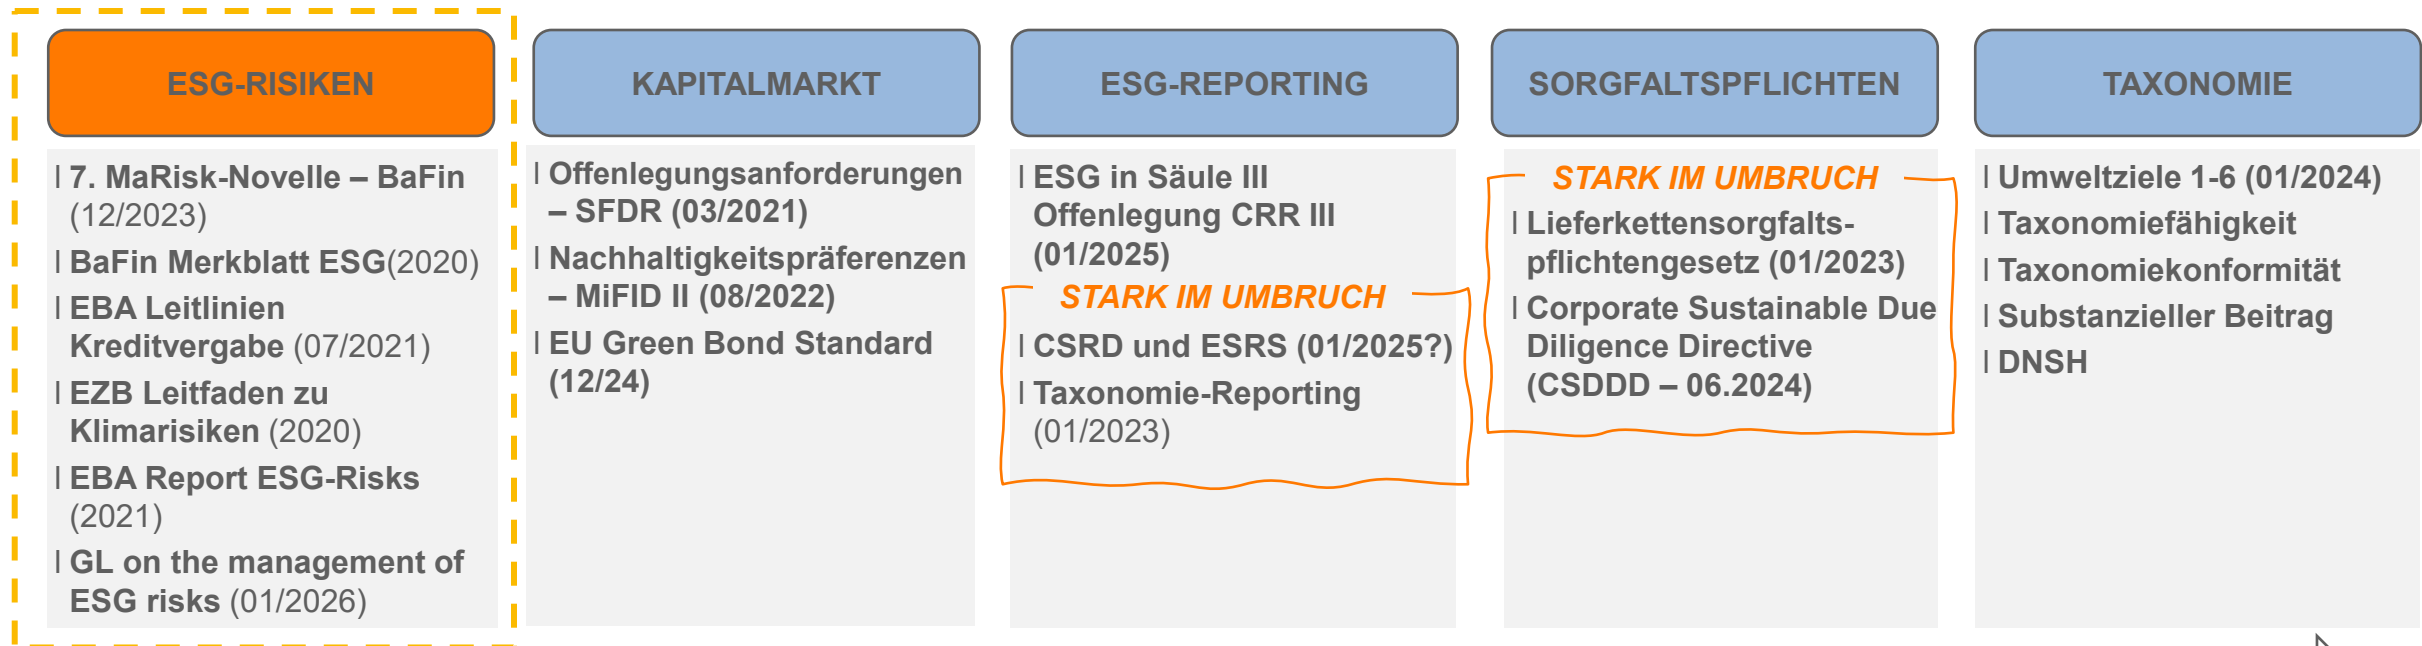 ESG-RISIKEN
l 7. MaRisk-Novelle – BaFin
(12/2023)
l BaFin Merkblatt ESG(2020)
l EBA Leitlinien
Kreditvergabe (07/2021)
l EZB Leitfaden zu
Klimarisiken (2020)
l EBA Report ESG-Risks
(2021)
l GL on the management of
ESG risks (01/2026)
KAPITALMARKT
l Offenlegungsanforderungen
– SFDR (03/2021)
l Nachhaltigkeitspräferenzen
– MiFID II (08/2022)
l EU Green Bond Standard
(12/24)
ESG-REPORTING
l ESG in Säule III
Offenlegung CRR III
(01/2025)
STARK IM UMBRUCH
l CSRD und ESRS (01/2025?)
l Taxonomie-Reporting
(01/2023)
SORGFALTSPFLICHTEN
STARK IM UMBRUCH
l Lieferkettensorgfalts-
pflichtengesetz (01/2023)
l Corporate Sustainable Due
Diligence Directive
(CSDDD – 06.2024)
TAXONOMIE
l Umweltziele 1-6 (01/2024)
l Taxonomiefähigkeit
l Taxonomiekonformität
l Substanzieller Beitrag
l DNSH